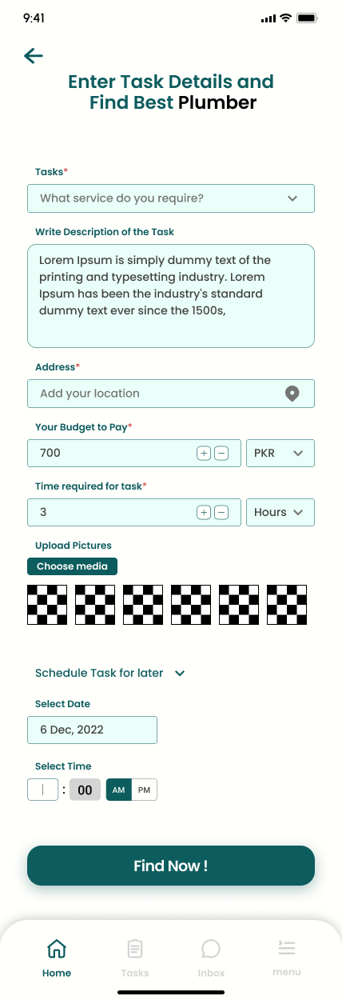 9:41
Enter Task Details and
Find Best Plumber
Tasks*
What service do you require?
Write Description of the Task
Lorem Ipsum is simply dummy text of the
printing and typesetting industry. Lorem
Ipsum has been the industry's standard
dummy text ever since the 1500s,
Address*
Add your location
Your Budget to Pay*
700 + − PKR
Time required for task*
3 + − Hours
Upload Pictures
Choose media
Schedule Task for later
Select Date
6 Dec, 2022
Select Time
: 00 AM PM
Find Now !
Home Tasks Inbox menu